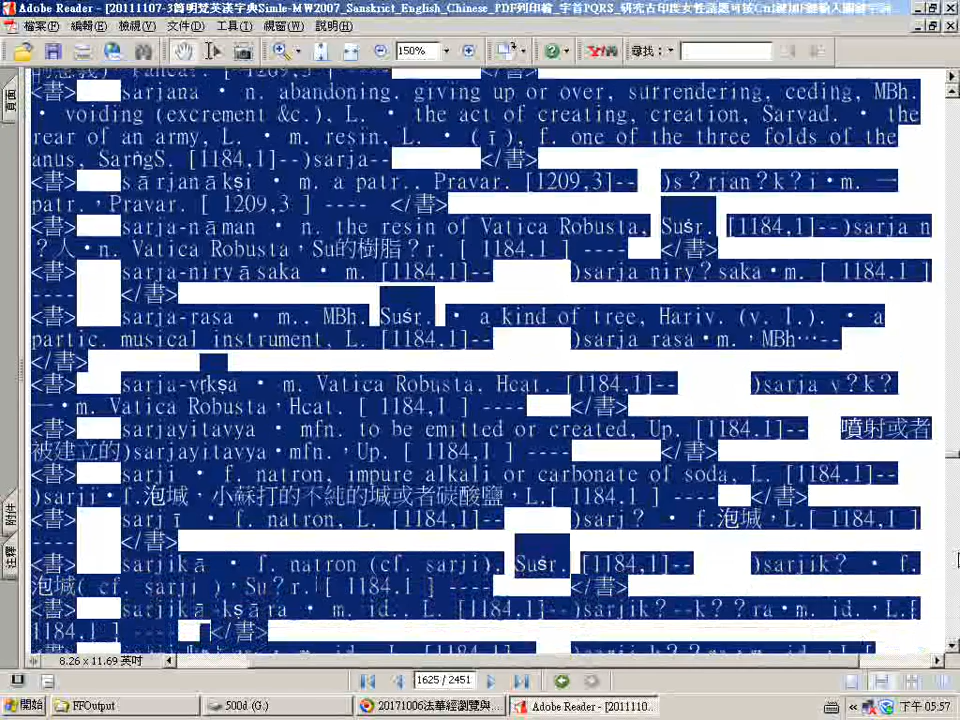 Adobe Reader - [20111107-3簡明梵英漢字典Simle-MW2007_Sanskrit_English_Chinese_PDF列印輸_字首PQRS_研究古印度女性議題可按Ctrl
檔案(F) 編輯(E) 檢視(V) 文件(D) 工具(I) 視窗(W) 說明(H)
150% Y! 尋找：
頁面
附件
注釋
的意義) Pancar. [-1209,3]-- </書>
<書> sarjana • n. abandoning. giving up or over, surrendering, ceding, MBh.
• voiding (excrement &c.), L. • the act of creating, creation, Sarvad. • the
rear of an army, L. • m. resin, L. • (ī), f. one of the three folds of the
anus, SarṅgS. [1184,1]--)sarja-- </書>
<書> sārjanākṣi • m. a patr.. Pravar. [1209,3]-- )s?rjan?k?i•m. 一
patr.，Pravar. [ 1209,3 ] ---- </書>
<書> sarja-nāman • n. the resin of Vatica Robusta, Suśr. [1184,1]--)sarja n
?人•n. Vatica Robusta，Su的樹脂?r. [ 1184.1 ] ---- </書>
<書> sarja-niryāsaka • m. [1184,1]-- )sarja niry?saka•m. [ 1184,1 ]
---- </書>
<書> sarja-rasa • m.. MBh. Suśr. • a kind of tree, Hariv. (v. l.). • a
partic. musical instrument, L. [1184,1]-- )sarja rasa•m.，MBh…--
</書>
<書> sarja-vṛkṣa • m. Vatica Robusta, Hcat. [1184,1]-- )sarja v?k?
一•m. Vatica Robusta，Hcat. [ 1184,1 ] ---- </書>
<書> sarjayitavya • mfn. to be emitted or created, Up. [1184.1]-- 噴射或者
被建立的)sarjayitavya•mfn.，Up. [ 1184,1 ] ---- </書>
<書> sarji • f. natron, impure alkali or carbonate of soda, L. [1184,1]--
)sarji•f.泡堿，小蘇打的不純的堿或者碳酸鹽，L.[ 1184,1 ] ---- </書>
<書> sarjī • f. natron, L. [1184,1]-- )sarj? • f.泡堿，L.[ 1184,1 ]
---- </書>
<書> sarjikā • f. natron (cf. sarji), Suśr. [1184,1]-- )sarjik? • f.
泡堿( cf. sarji )，Su?r. [ 1184.1 ] ---- </書>
<書> sarjikā-kṣāra • m. id.. L. [1184,1]--)sarjik?--k??ra•m. id.，L.[
1184.1 ] ---- </書>
8.26 x 11.69 英吋
1625 / 2451
開始 FFOutput 500d (G:) 20171006法華經瀏覽與... Adobe Reader - [2011110... 下午 05:57